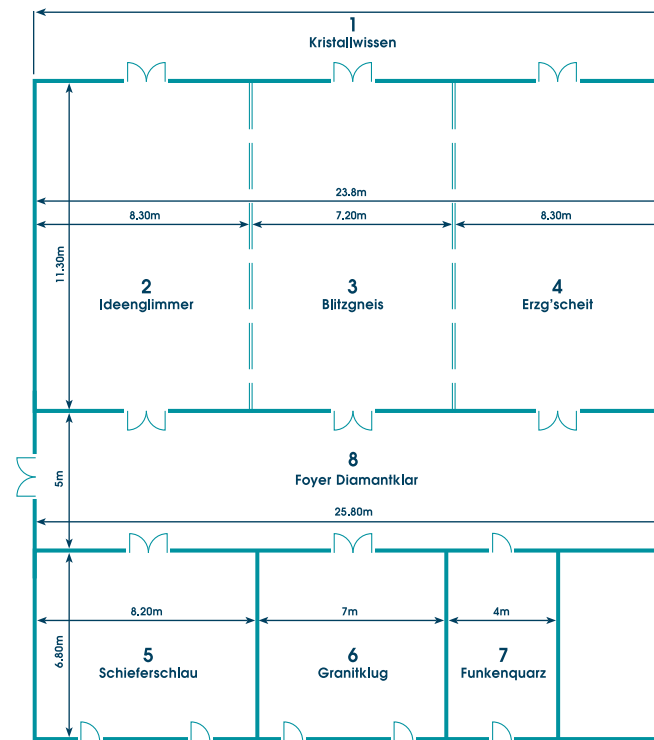 1
Kristallwissen
23.8m
8.30m
7.20m
8.30m
11.30m
2
Ideenglimmer
3
Blitzgneis
4
Erzg'scheit
8
Foyer Diamantklar
5m
25.80m
8.20m
7m
4m
6.80m
5
Schieferschlau
6
Granitklug
7
Funkenquarz